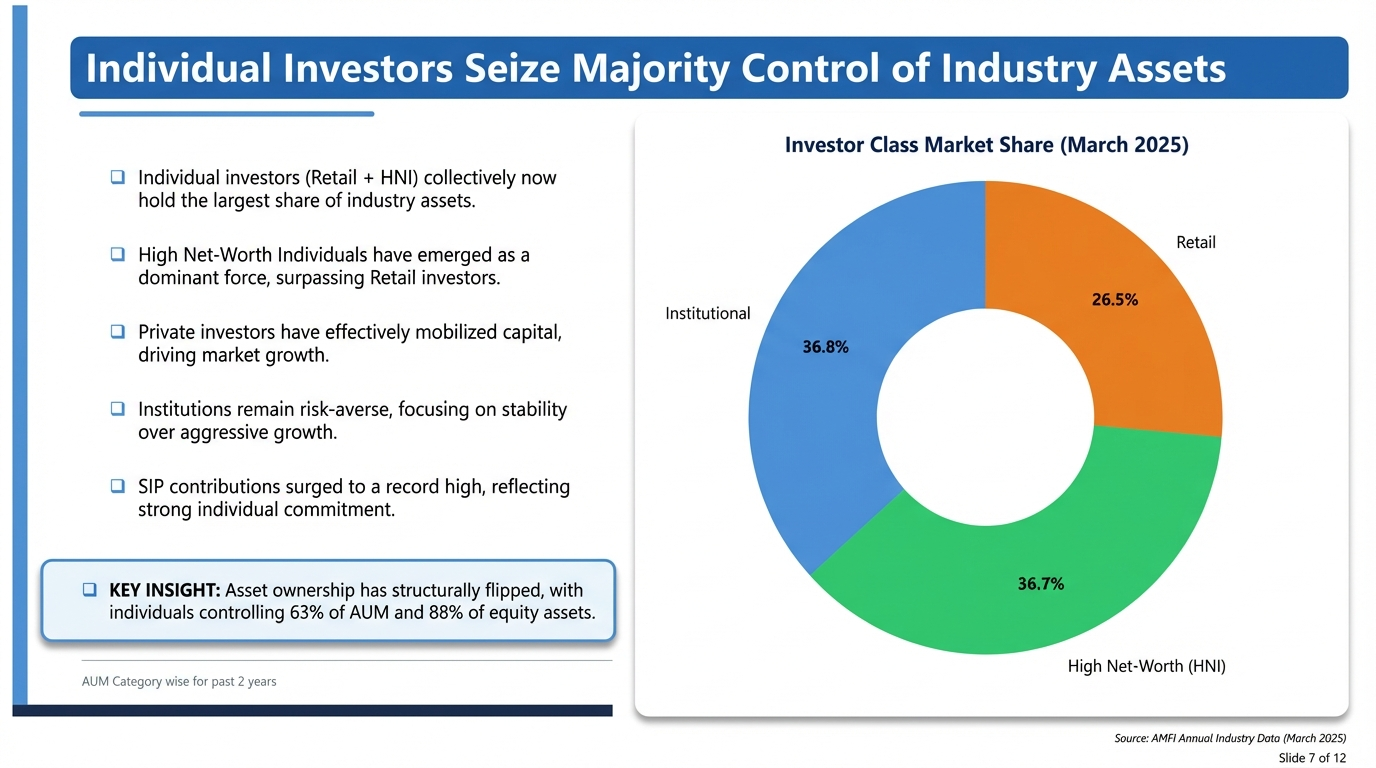 Individual Investors Seize Majority Control of Industry Assets
❑ Individual investors (Retail + HNI) collectively now
hold the largest share of industry assets.
❑ High Net-Worth Individuals have emerged as a
dominant force, surpassing Retail investors.
❑ Private investors have effectively mobilized capital,
driving market growth.
❑ Institutions remain risk-averse, focusing on stability
over aggressive growth.
❑ SIP contributions surged to a record high, reflecting
strong individual commitment.
❑ KEY INSIGHT: Asset ownership has structurally flipped, with
individuals controlling 63% of AUM and 88% of equity assets.
AUM Category wise for past 2 years
Investor Class Market Share (March 2025)
Retail
26.5%
Institutional
36.8%
36.7%
High Net-Worth (HNI)
Source: AMFI Annual Industry Data (March 2025)
Slide 7 of 12